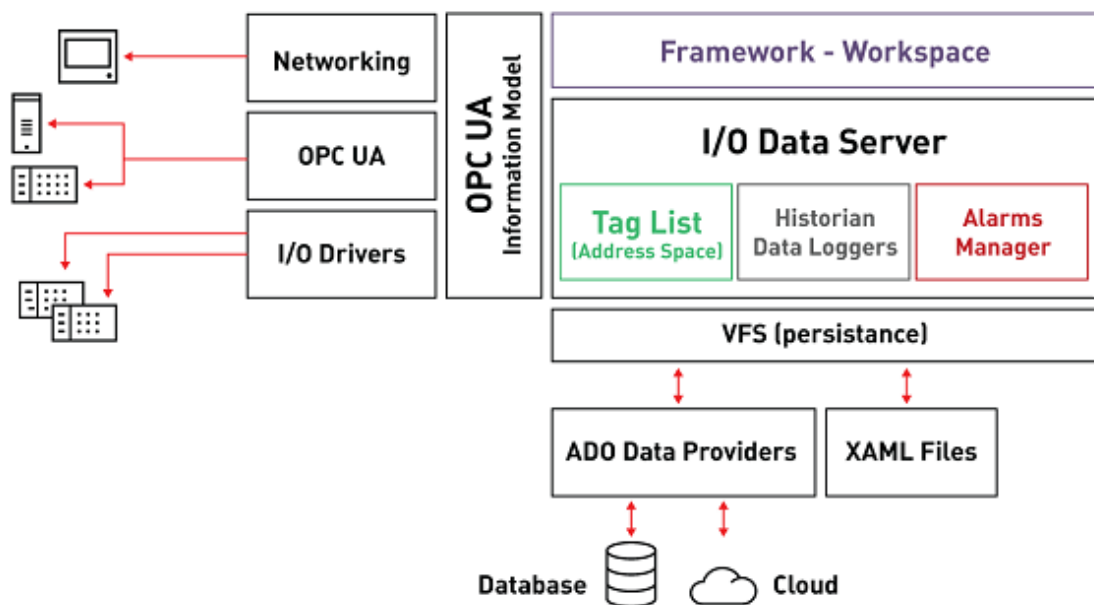 Networking
OPC UA
I/O Drivers
OPC UA
Information Model
Framework - Workspace
I/O Data Server
Tag List
(Address Space)
Historian
Data Loggers
Alarms
Manager
VFS (persistance)
ADO Data Providers
XAML Files
Database
Cloud